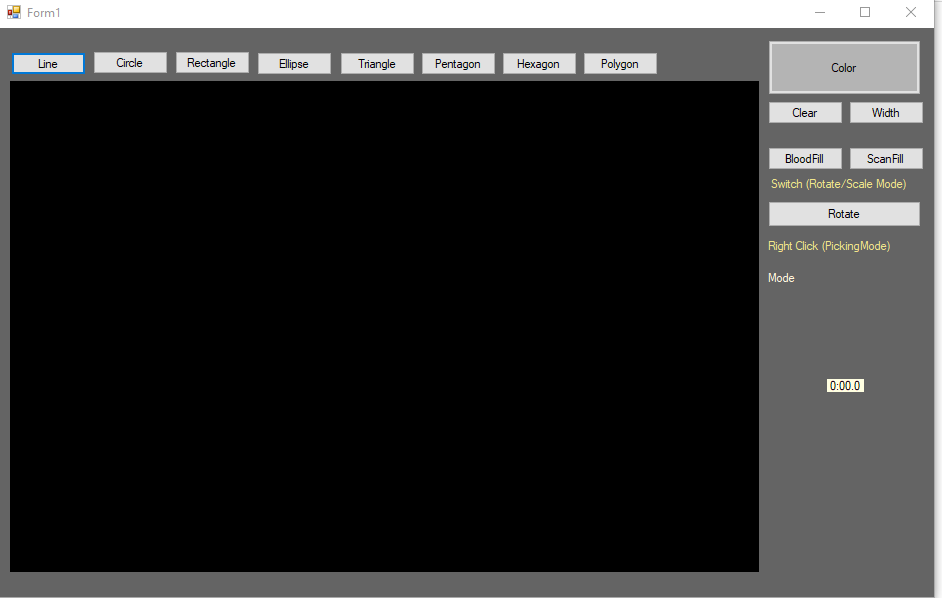 Form1
Line Circle Rectangle Ellipse Triangle Pentagon Hexagon Polygon
Color
Clear Width
BloodFill ScanFill
Switch (Rotate/Scale Mode)
Rotate
Right Click (PickingMode)
Mode
0:00.0